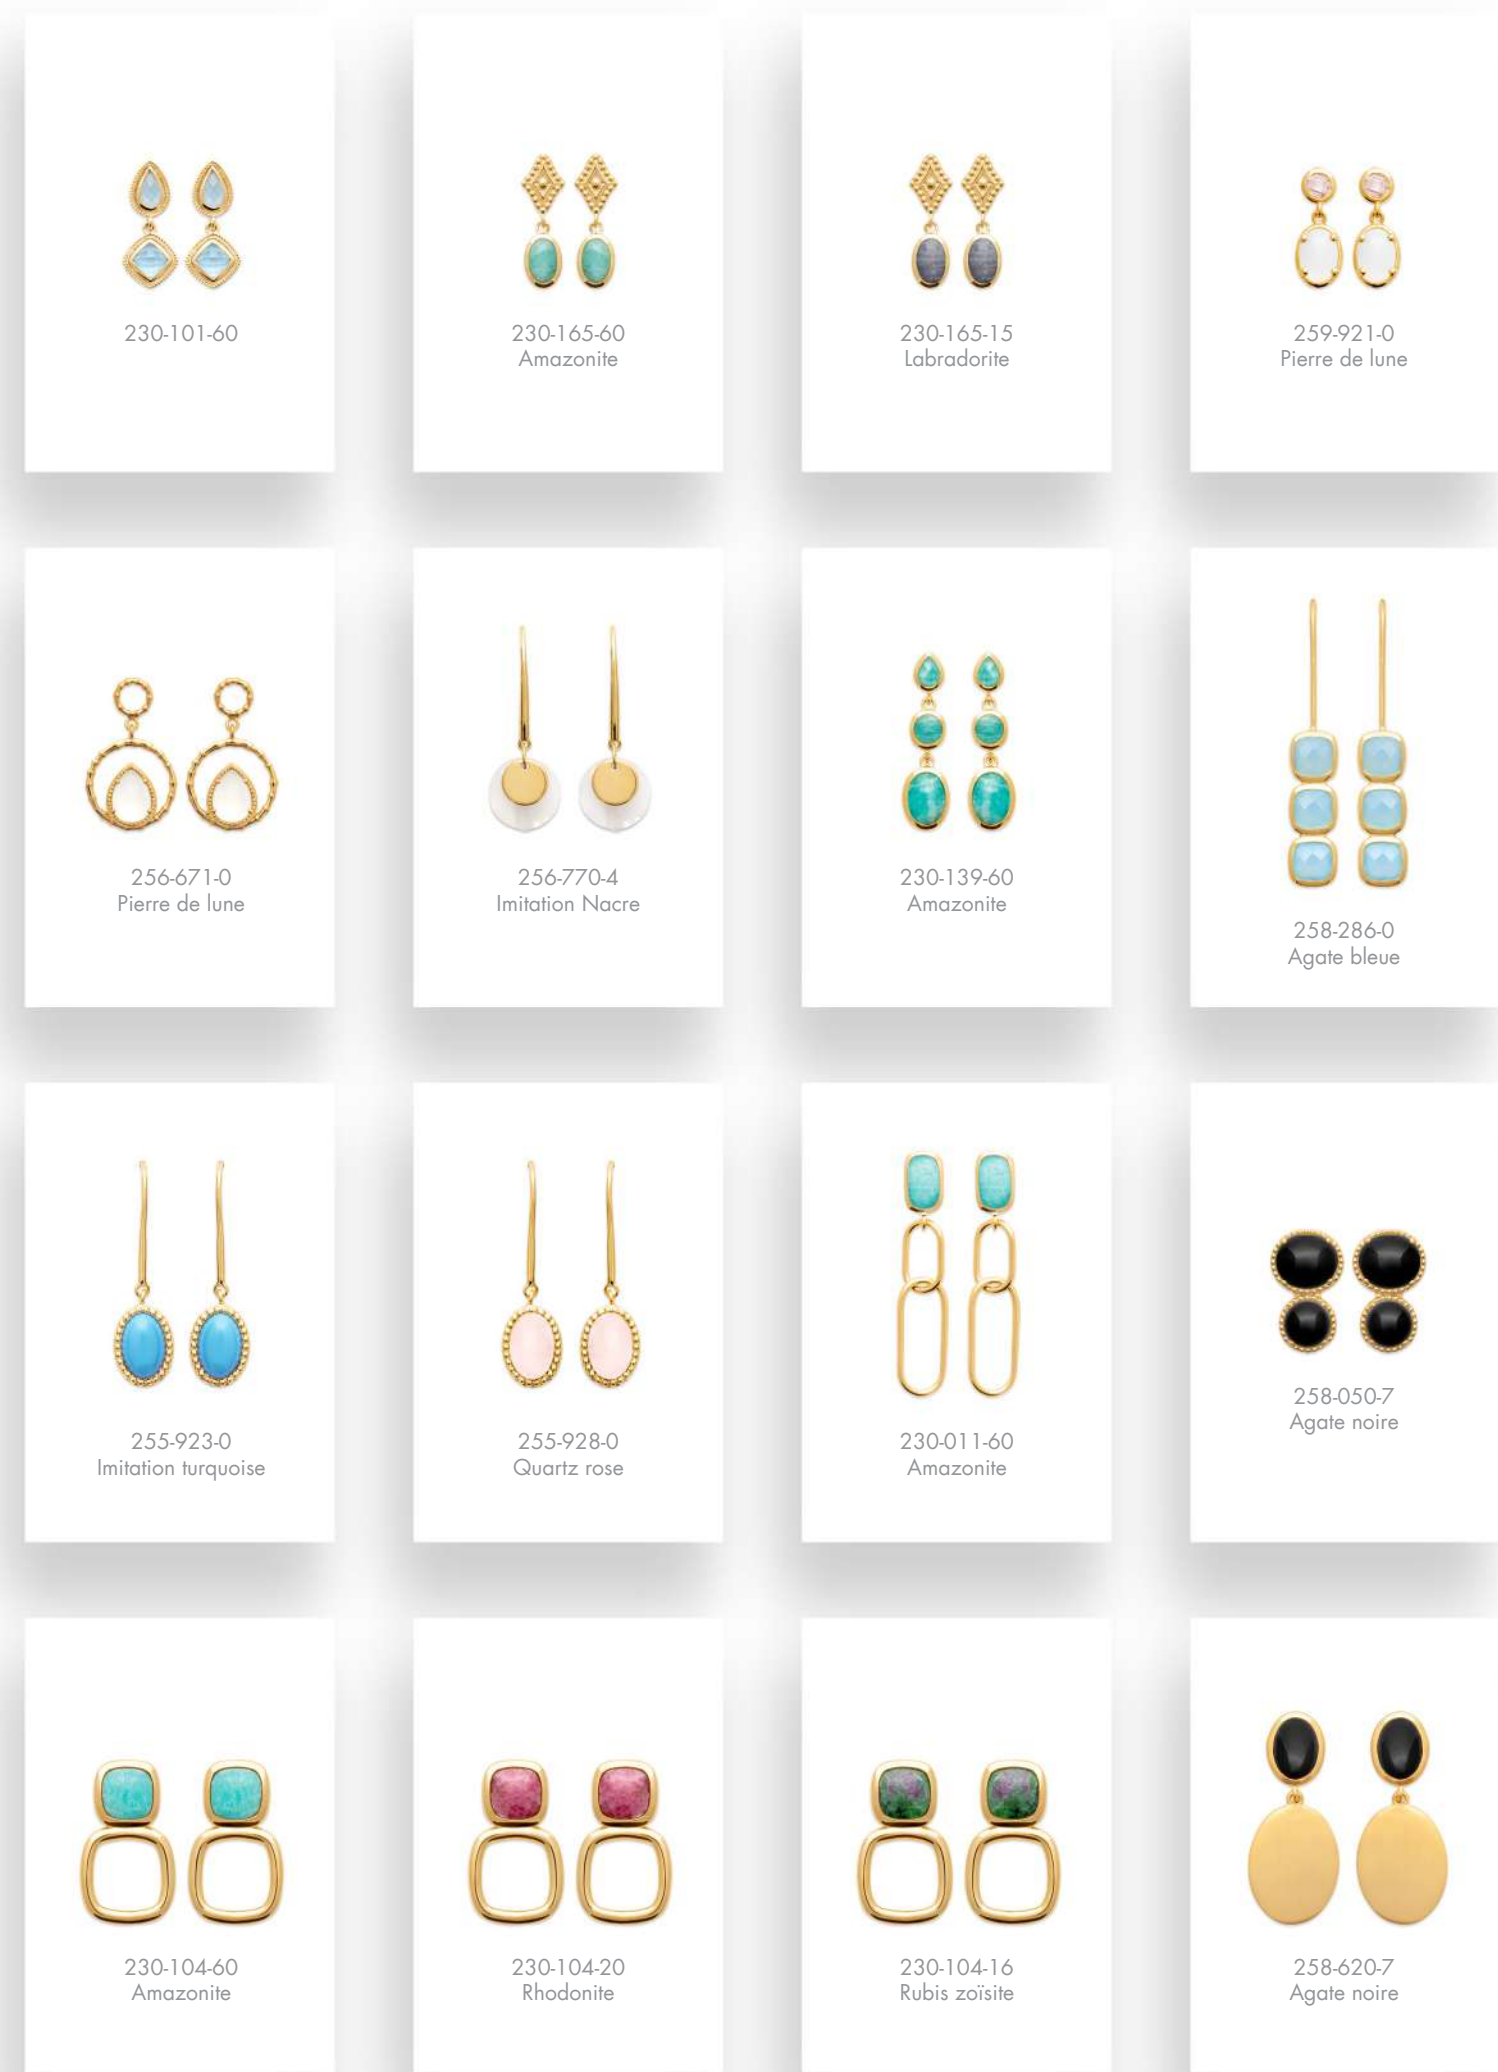 230-101-60
230-165-60
Amazonite
230-165-15
Labradorite
259-921-0
Pierre de lune
256-671-0
Pierre de lune
256-770-4
Imitation Nacre
230-139-60
Amazonite
258-286-0
Agate bleue
255-923-0
Imitation turquoise
255-928-0
Quartz rose
230-011-60
Amazonite
258-050-7
Agate noire
230-104-60
Amazonite
230-104-20
Rhodonite
230-104-16
Rubis zoïsite
258-620-7
Agate noire